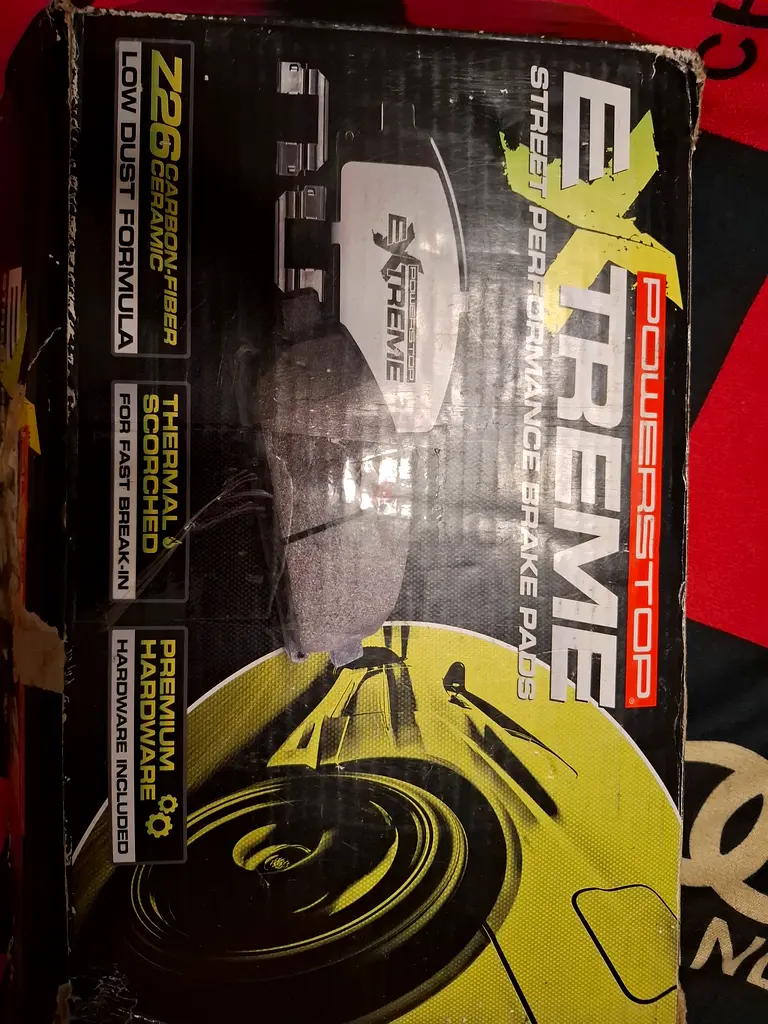 POWERSTOP
EXTREME
STREET PERFORMANCE BRAKE PADS
POWERSTOP
EXTREME
Z26 CARBON-FIBER
CERAMIC
LOW DUST FORMULA
THERMAL
SCORCHED
FOR FAST BREAK-IN
PREMIUM
HARDWARE
HARDWARE INCLUDED
CH